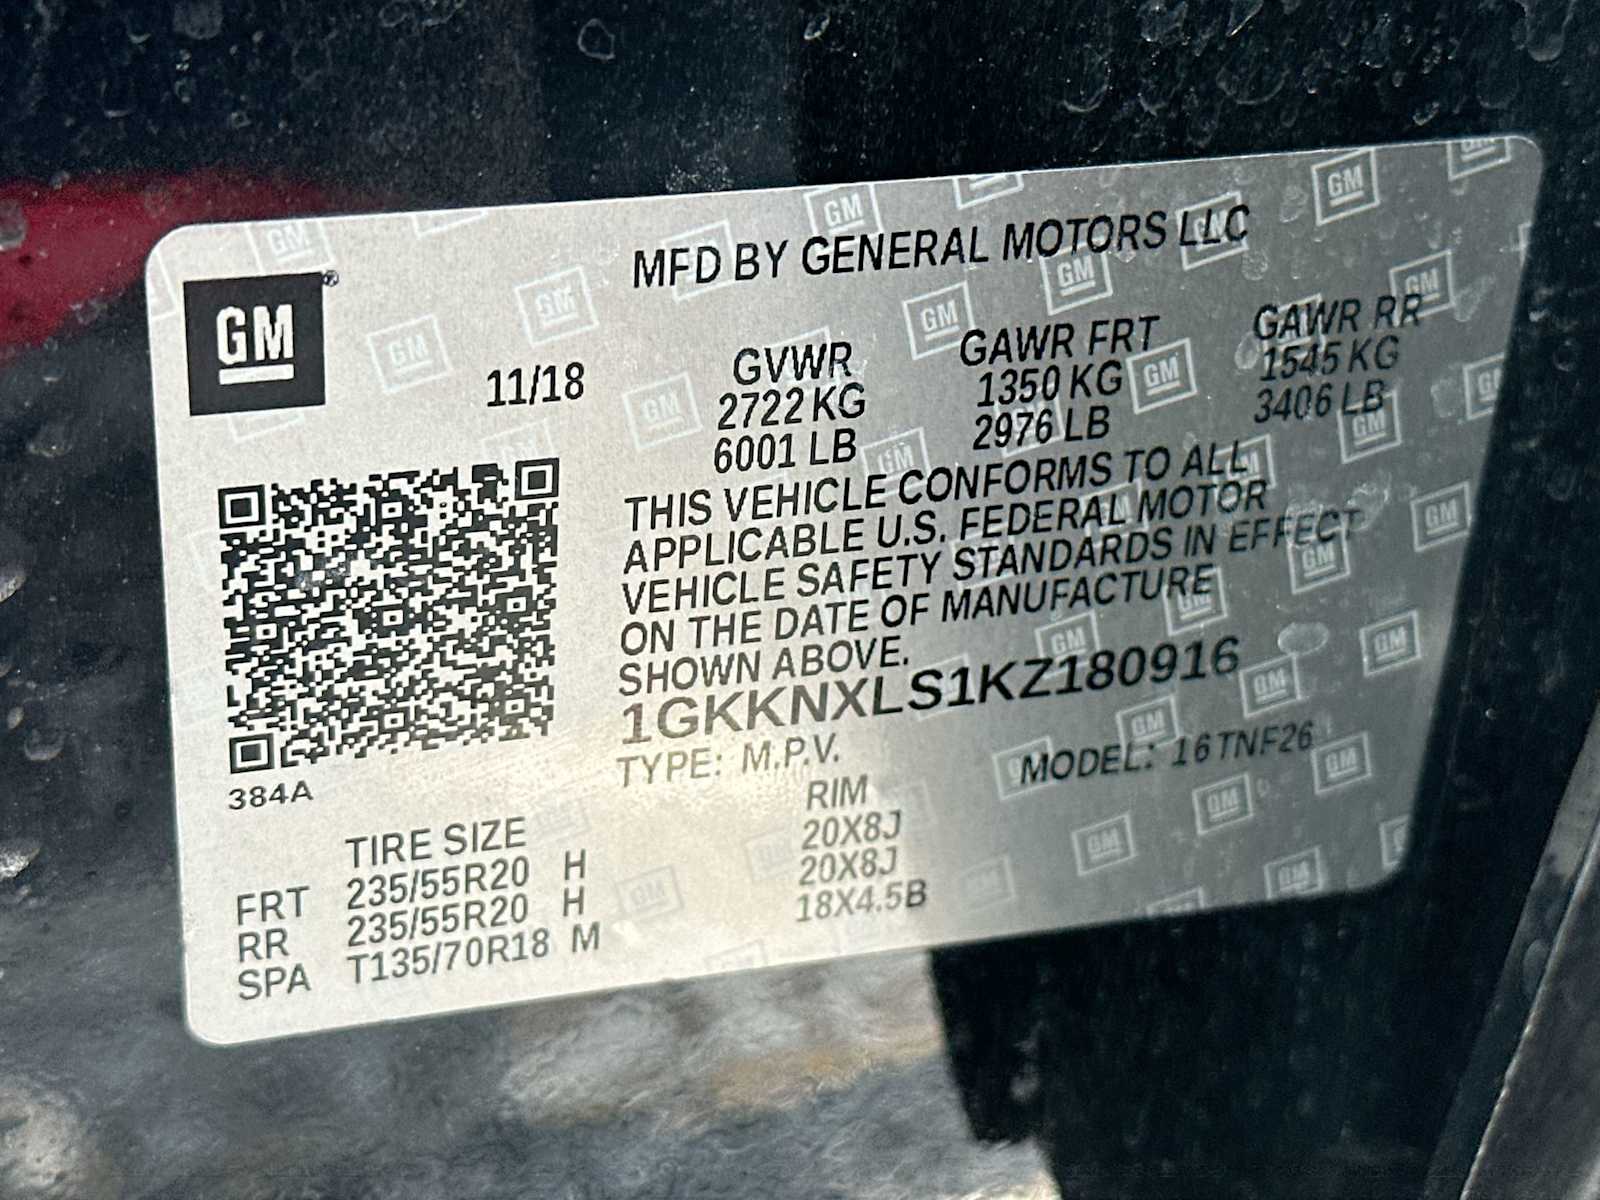 GM
MFD BY GENERAL MOTORS LLC
11/18
GVWR GAWR FRT GAWR RR
2722 KG 1350 KG 1545 KG
6001 LB 2976 LB 3406 LB
THIS VEHICLE CONFORMS TO ALL
APPLICABLE U.S. FEDERAL MOTOR
VEHICLE SAFETY STANDARDS IN EFFECT
ON THE DATE OF MANUFACTURE
SHOWN ABOVE.
1GKKNXLS1KZ180916
TYPE: M.P.V. MODEL: 16TNF26
384A
TIRE SIZE RIM
FRT 235/55R20 H 20X8J
RR 235/55R20 H 20X8J
SPA T135/70R18 M 18X4.5B